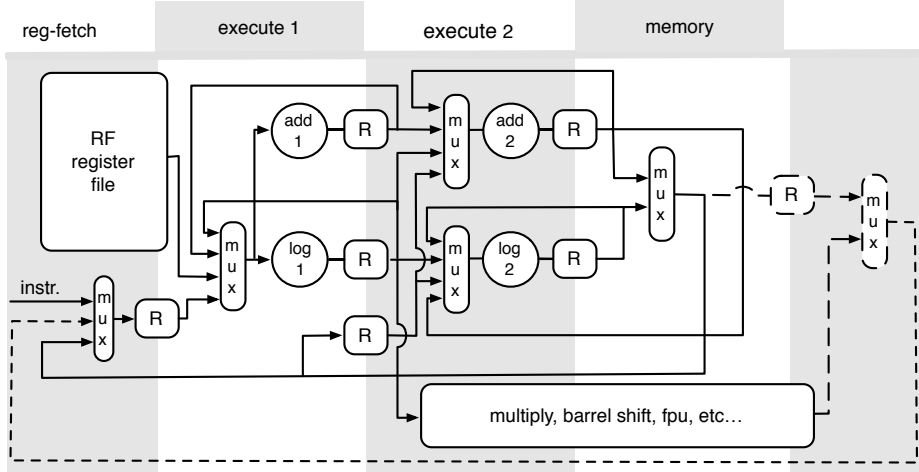 reg-fetch
execute 1
execute 2
memory
RF
register
file
add
1
R
m
u
x
add
2
R
m
u
x
R
m
u
x
m
u
x
log
1
R
m
u
x
log
2
R
instr.
m
u
x
R
R
multiply, barrel shift, fpu, etc…